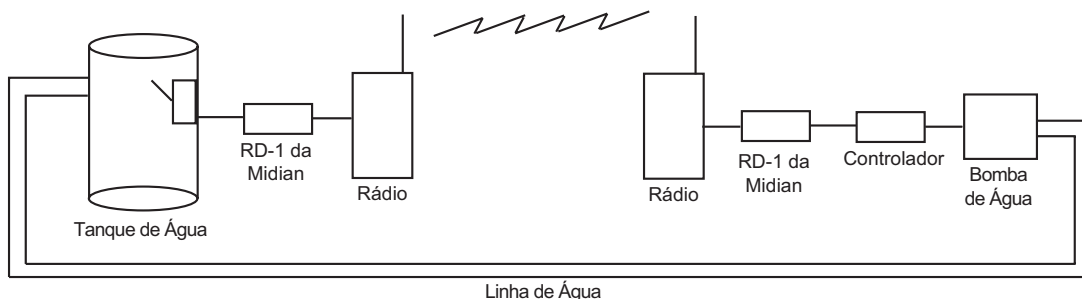 Tanque de Água
RD-1 da
Midian
Rádio
Rádio
RD-1 da
Midian
Controlador
Bomba
de Água
Linha de Água